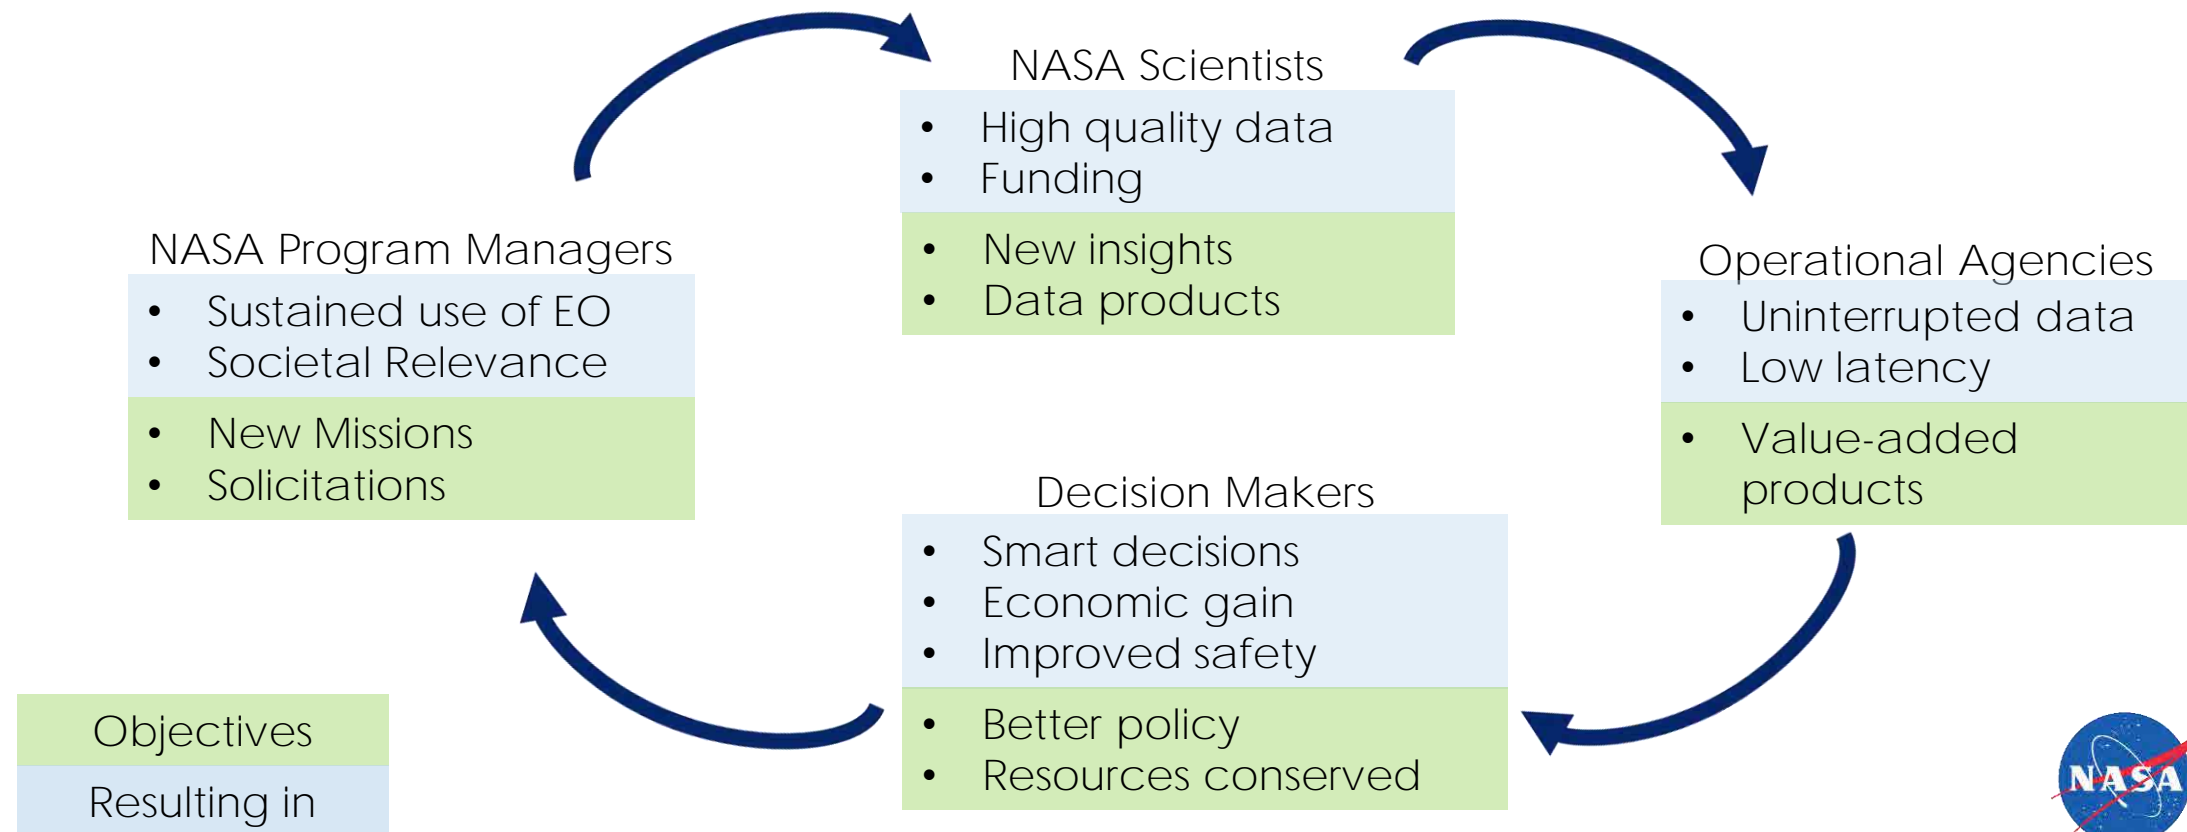 NASA Scientists
• High quality data
• Funding
• New insights
• Data products
NASA Program Managers
• Sustained use of EO
• Societal Relevance
• New Missions
• Solicitations
Operational Agencies
• Uninterrupted data
• Low latency
• Value-added
products
Decision Makers
• Smart decisions
• Economic gain
• Improved safety
• Better policy
• Resources conserved
Objectives
Resulting in
NASA